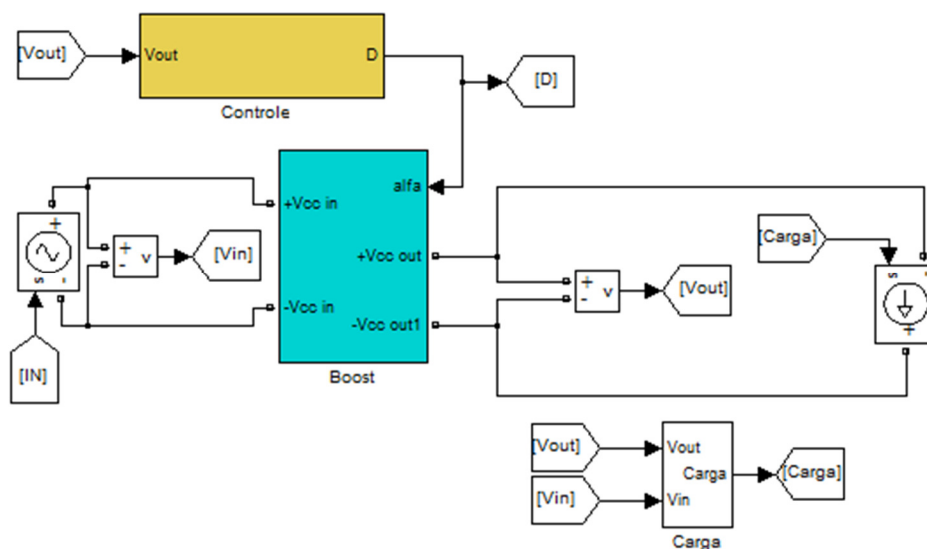 [Vout]
Vout
D
[D]
Controle
alfa
+Vcc in
+
-
v
[Vin]
+
s
-
-Vcc in
+Vcc out
-Vcc out1
Boost
[IN]
+
-
v
[Vout]
[Carga]
s
-
+
[Vout]
[Vin]
Vout
Carga
Vin
[Carga]
Carga